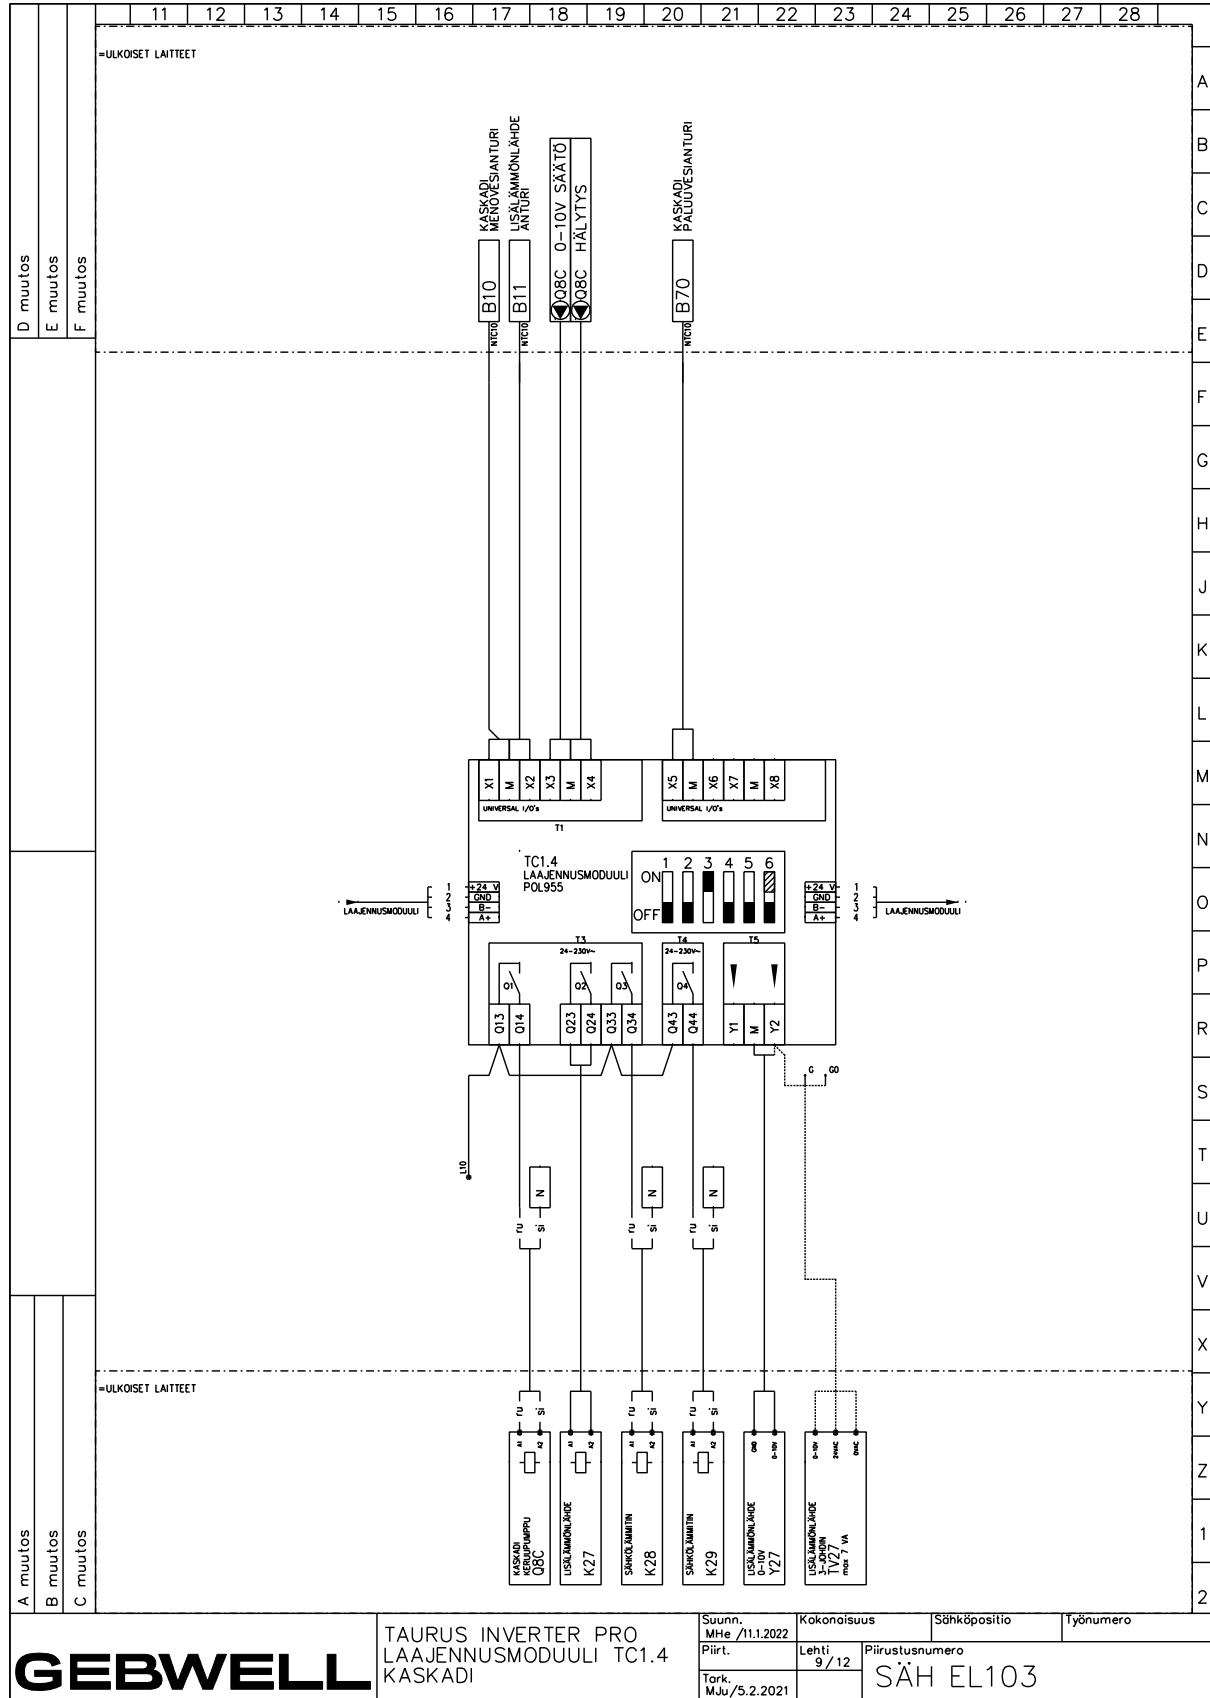 11 12 13 14 15 16 17 18 19 20 21 22 23 24 25 26 27 28
=ULKOISET LAITTEET
A
B
C
D
E
F
G
H
J
K
L
M
N
O
P
R
S
T
U
V
X
Y
Z
1
2
D muutos
E muutos
F muutos
KASKADI
MENOVESIANTURI
B10
NTC10
LISÄLÄMMÖNLÄHDE
ANTURI
B11
NTC10
Q8C 0-10V SÄÄTÖ
Q8C HÄLYTYS
KASKADI
PALUUVESIANTURI
B70
NTC10
X1 M X2 X3 M X4
UNIVERSAL I/O's
T1
X5 M X6 X7 M X8
UNIVERSAL I/O's
TC1.4
LAAJENNUSMODUULI
POL955
1 2 3 4 5 6
ON
OFF
LAAJENNUSMODUULI
1 +24 V
2 GND
3 B-
4 A+
+24 V 1
GND 2
B- 3
A+ 4
LAAJENNUSMODUULI
T3
24-230V~
T4
24-230V~
T5
Q1 Q2 Q3 Q4
Q13 Q14 Q23 Q24 Q33 Q34 Q43 Q44 Y1 M Y2
G G0
L10
N N N
ru si ru si ru si
=ULKOISET LAITTEET
ru si ru si ru si
A1 A2 A1 A2 A1 A2 A1 A2 GND 0-10V 0-10V 24VAC 0VAC
KASKADI
KERUUPUMPPU
Q8C
LISÄLÄMMÖNLÄHDE
K27
SÄHKÖLÄMMITIN
K28
SÄHKÖLÄMMITIN
K29
LISÄLÄMMÖNLÄHDE
0-10V
Y27
LISÄLÄMMÖNLÄHDE
3-JOHDIN
TV27
max 7 VA
A muutos
B muutos
C muutos
GEBWELL
TAURUS INVERTER PRO
LAAJENNUSMODUULI TC1.4
KASKADI
Suunn.
MHe /11.1.2022
Piirt.
Tark.
MJu/5.2.2021
Kokonaisuus
Sähköpositio
Työnumero
Lehti
9/12
Piirustusnumero
SÄH EL103